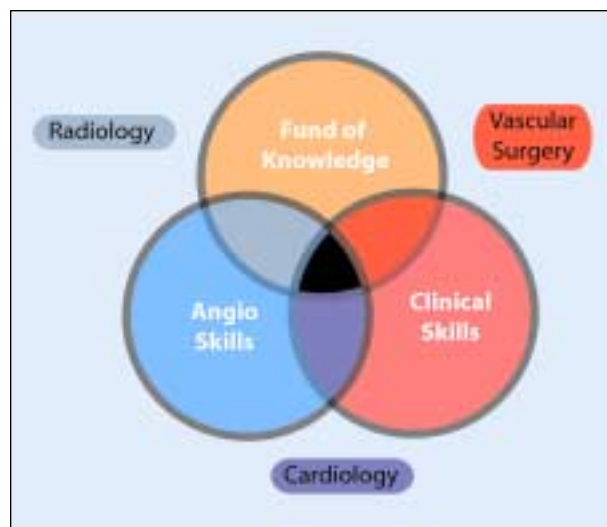 Fund of
Knowledge
Radiology
Vascular
Surgery
Angio
Skills
Clinical
Skills
Cardiology